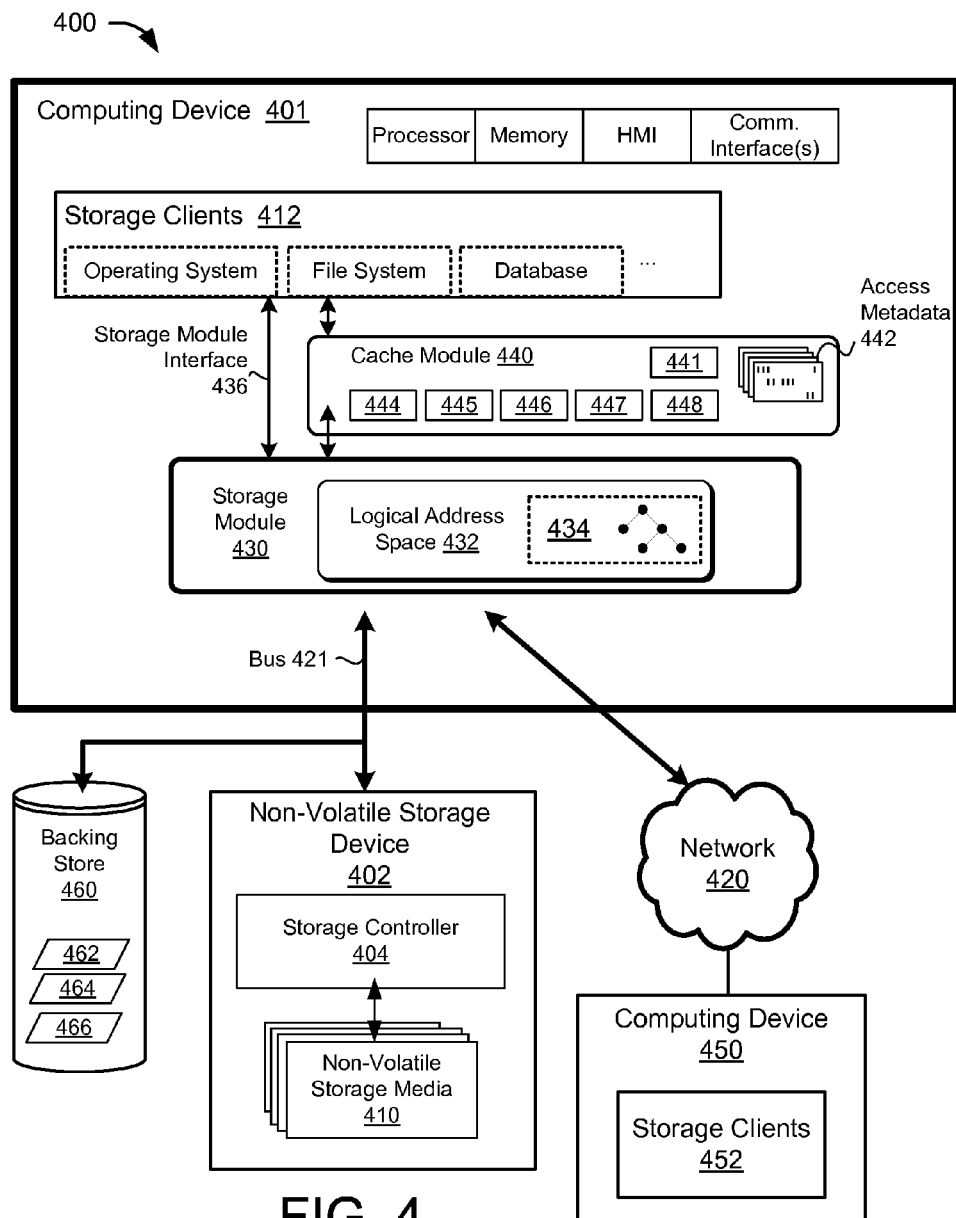 400
Computing Device 401
Processor
Memory
HMI
Comm.
Interface(s)
Storage Clients 412
Operating System
File System
Database
...
Access
Metadata
442
Storage Module
Interface
436
Cache Module 440
441
444
445
446
447
448
Storage
Module
430
Logical Address
Space 432
434
Bus 421
Backing
Store
460
462
464
466
Non-Volatile Storage
Device
402
Storage Controller
404
Non-Volatile
Storage Media
410
Network
420
Computing Device
450
Storage Clients
452
FIG. 4